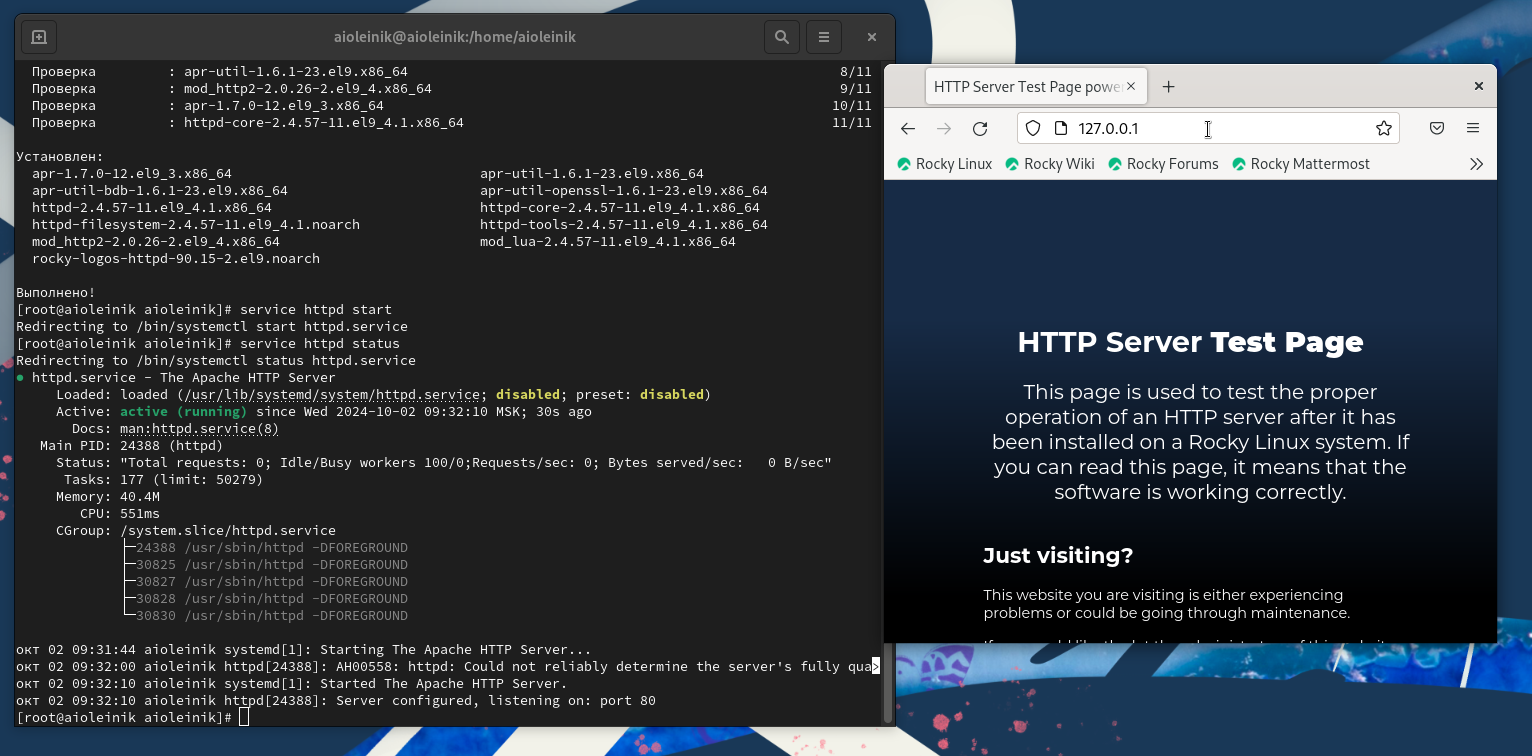 aioleinik@aioleinik:/home/aioleinik
Проверка : apr-util-1.6.1-23.el9.x86_64 8/11
Проверка : mod_http2-2.0.26-2.el9_4.x86_64 9/11
Проверка : apr-1.7.0-12.el9_3.x86_64 10/11
Проверка : httpd-core-2.4.57-11.el9_4.1.x86_64 11/11
Установлен:
apr-1.7.0-12.el9_3.x86_64 apr-util-1.6.1-23.el9.x86_64
apr-util-bdb-1.6.1-23.el9.x86_64 apr-util-openssl-1.6.1-23.el9.x86_64
httpd-2.4.57-11.el9_4.1.x86_64 httpd-core-2.4.57-11.el9_4.1.x86_64
httpd-filesystem-2.4.57-11.el9_4.1.noarch httpd-tools-2.4.57-11.el9_4.1.x86_64
mod_http2-2.0.26-2.el9_4.x86_64 mod_lua-2.4.57-11.el9_4.1.x86_64
rocky-logos-httpd-90.15-2.el9.noarch
Выполнено!
[root@aioleinik aioleinik]# service httpd start
Redirecting to /bin/systemctl start httpd.service
[root@aioleinik aioleinik]# service httpd status
Redirecting to /bin/systemctl status httpd.service
● httpd.service - The Apache HTTP Server
Loaded: loaded (/usr/lib/systemd/system/httpd.service; disabled; preset: disabled)
Active: active (running) since Wed 2024-10-02 09:32:10 MSK; 30s ago
Docs: man:httpd.service(8)
Main PID: 24388 (httpd)
Status: "Total requests: 0; Idle/Busy workers 100/0;Requests/sec: 0; Bytes served/sec: 0 B/sec"
Tasks: 177 (limit: 50279)
Memory: 40.4M
CPU: 551ms
CGroup: /system.slice/httpd.service
├─24388 /usr/sbin/httpd -DFOREGROUND
├─30825 /usr/sbin/httpd -DFOREGROUND
├─30827 /usr/sbin/httpd -DFOREGROUND
├─30828 /usr/sbin/httpd -DFOREGROUND
└─30830 /usr/sbin/httpd -DFOREGROUND
окт 02 09:31:44 aioleinik systemd[1]: Starting The Apache HTTP Server...
окт 02 09:32:00 aioleinik httpd[24388]: AH00558: httpd: Could not reliably determine the server's fully qua>
окт 02 09:32:10 aioleinik systemd[1]: Started The Apache HTTP Server.
окт 02 09:32:10 aioleinik httpd[24388]: Server configured, listening on: port 80
[root@aioleinik aioleinik]#
HTTP Server Test Page powe
127.0.0.1
Rocky Linux Rocky Wiki Rocky Forums Rocky Mattermost
HTTP Server Test Page
This page is used to test the proper
operation of an HTTP server after it has
been installed on a Rocky Linux system. If
you can read this page, it means that the
software is working correctly.
Just visiting?
This website you are visiting is either experiencing
problems or could be going through maintenance.